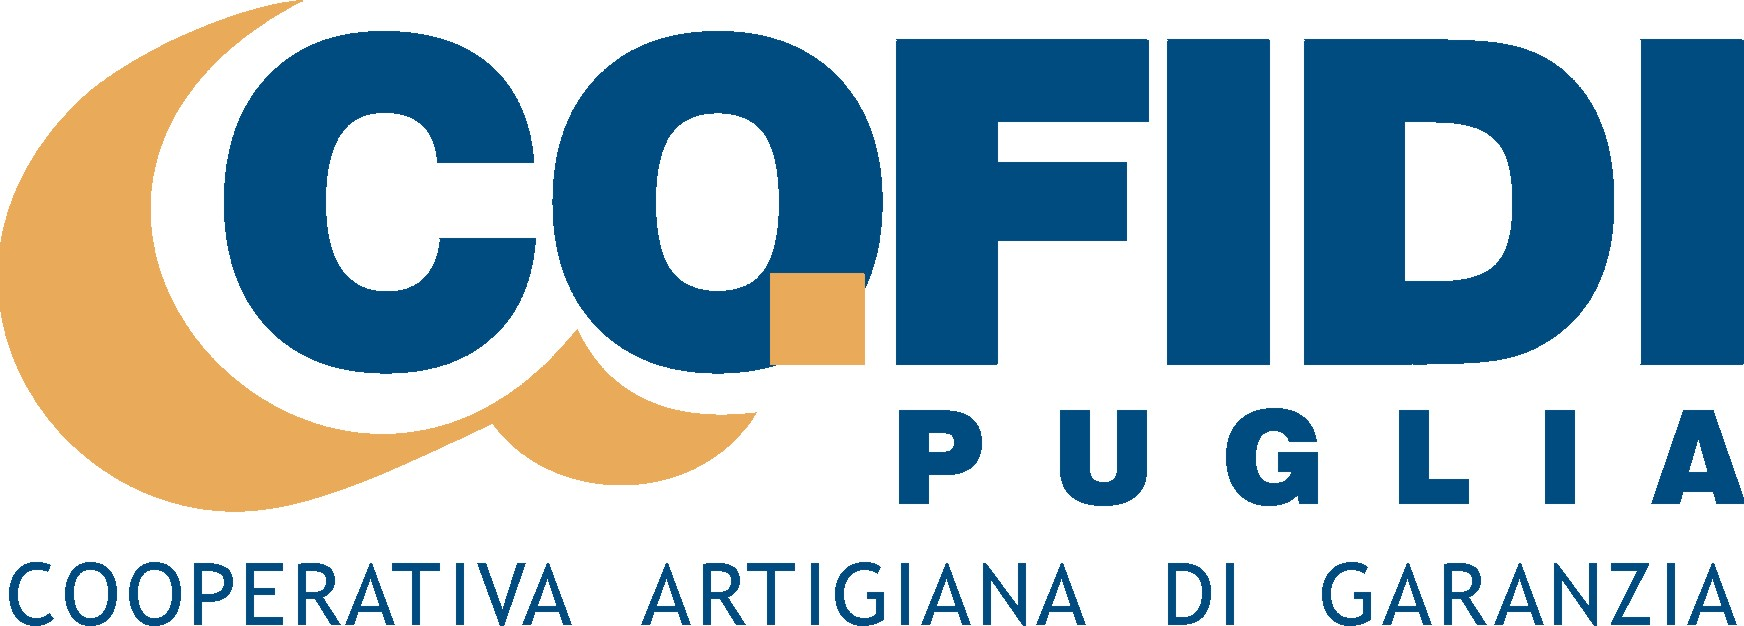 CO.FIDI
PUGLIA
COOPERATIVA ARTIGIANA DI GARANZIA